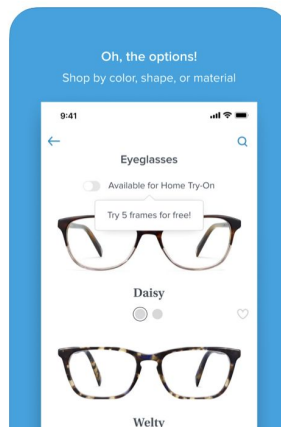 Oh, the options!
Shop by color, shape, or material
9:41
Eyeglasses
Available for Home Try-On
Try 5 frames for free!
Daisy
Welty